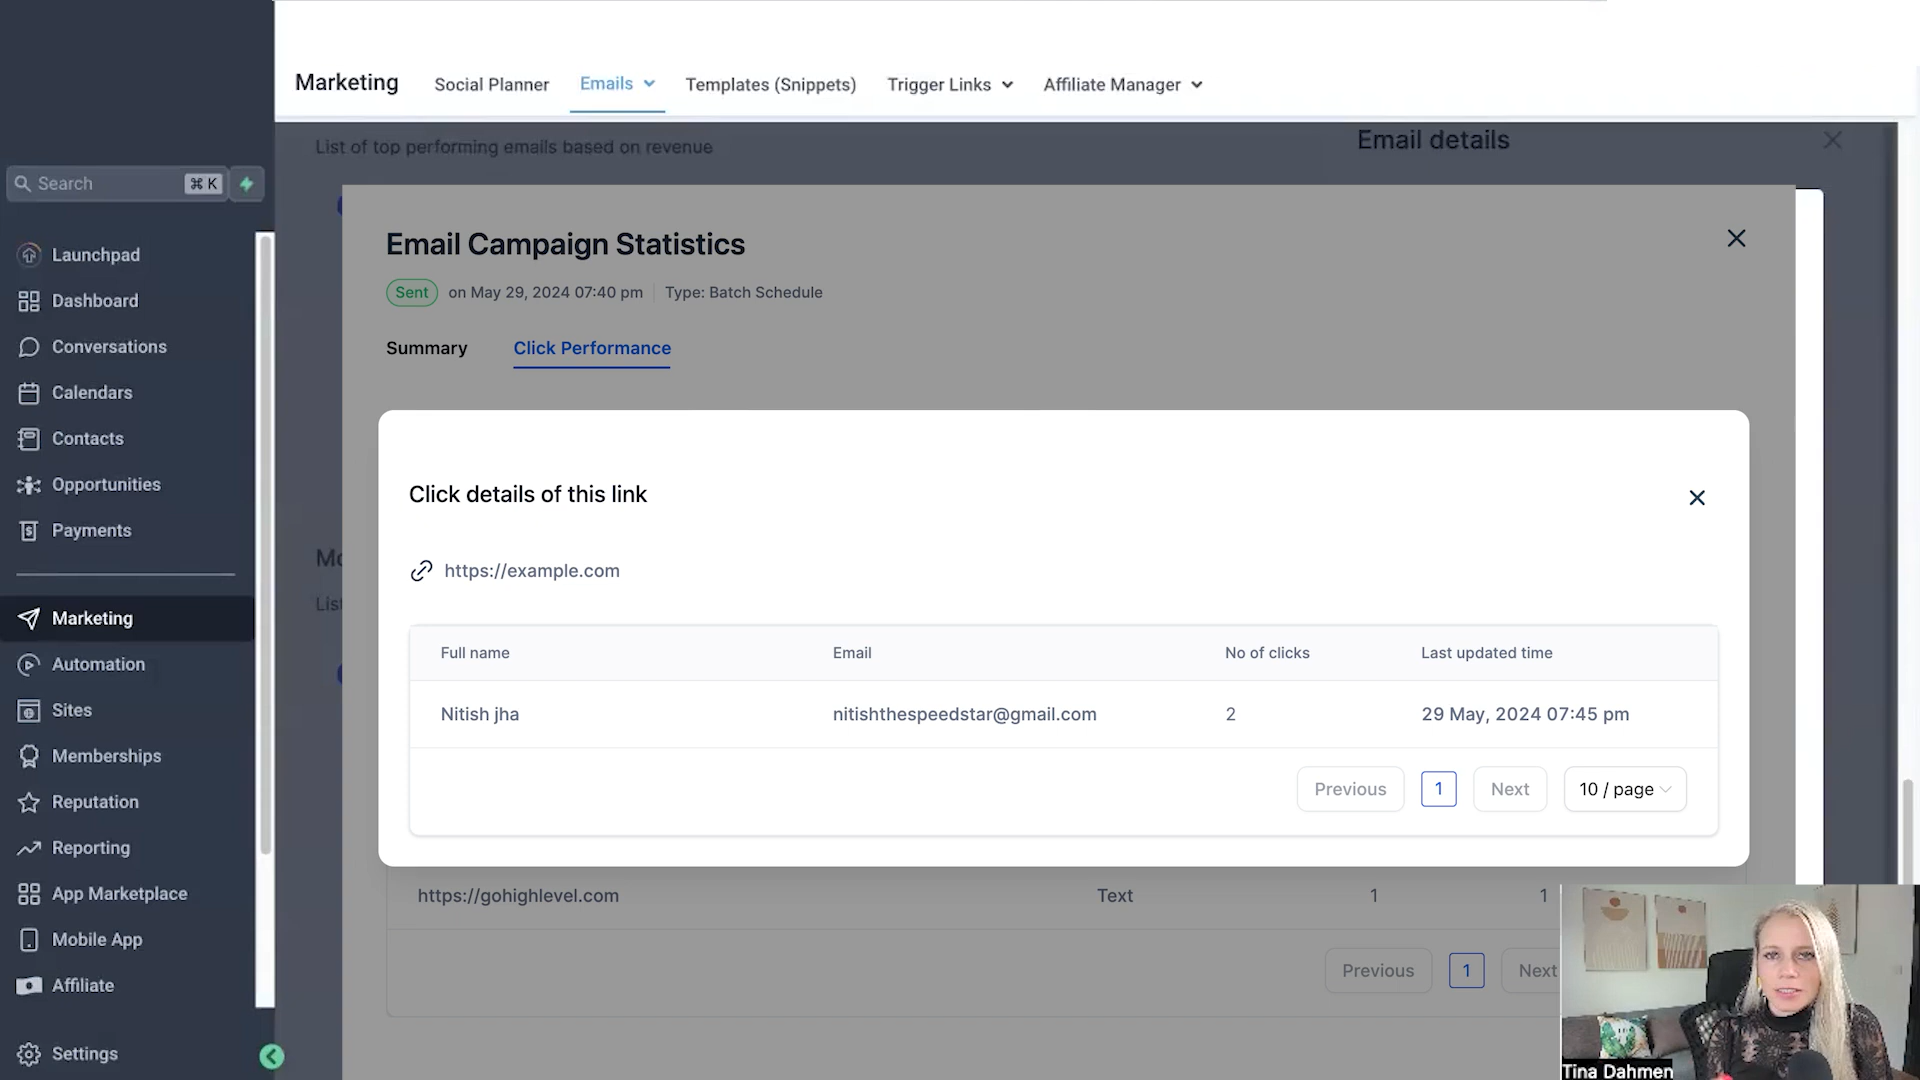 Marketing
Social Planner
Emails
Templates (Snippets)
Trigger Links
Affiliate Manager
Search
⌘ K
Launchpad
Dashboard
Conversations
Calendars
Contacts
Opportunities
Payments
Marketing
Automation
Sites
Memberships
Reputation
Reporting
App Marketplace
Mobile App
Affiliate
Settings
List of top performing emails based on revenue
Email details
Email Campaign Statistics
Sent on May 29, 2024 07:40 pm Type: Batch Schedule
Summary Click Performance
Click details of this link
https://example.com
Full name Email No of clicks Last updated time
Nitish jha nitishthespeedstar@gmail.com 2 29 May, 2024 07:45 pm
Previous 1 Next 10 / page
https://gohighlevel.com Text 1 1
Previous 1 Next
Tina Dahmen